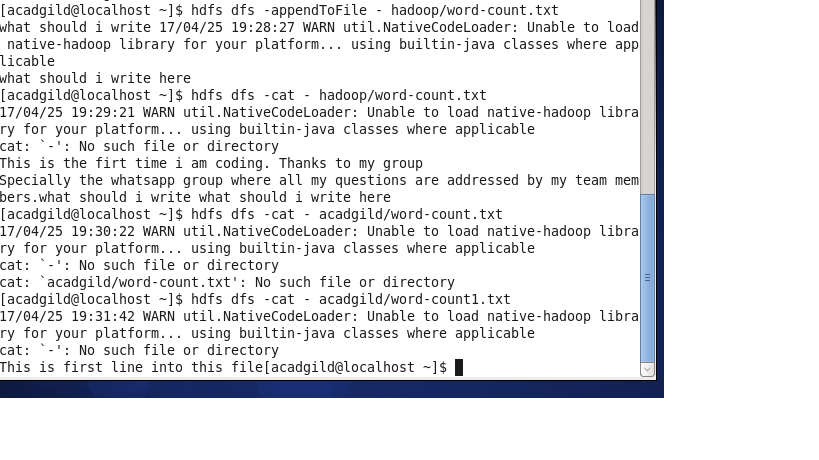 [acadgild@localhost ~]$ hdfs dfs -appendToFile - hadoop/word-count.txt
what should i write 17/04/25 19:28:27 WARN util.NativeCodeLoader: Unable to load
 native-hadoop library for your platform... using builtin-java classes where app
licable
what should i write here
[acadgild@localhost ~]$ hdfs dfs -cat - hadoop/word-count.txt
17/04/25 19:29:21 WARN util.NativeCodeLoader: Unable to load native-hadoop libra
ry for your platform... using builtin-java classes where applicable
cat: `-': No such file or directory
This is the firt time i am coding. Thanks to my group
Specially the whatsapp group where all my questions are addressed by my team mem
bers.what should i write what should i write here
[acadgild@localhost ~]$ hdfs dfs -cat - acadgild/word-count.txt
17/04/25 19:30:22 WARN util.NativeCodeLoader: Unable to load native-hadoop libra
ry for your platform... using builtin-java classes where applicable
cat: `-': No such file or directory
cat: `acadgild/word-count.txt': No such file or directory
[acadgild@localhost ~]$ hdfs dfs -cat - acadgild/word-count1.txt
17/04/25 19:31:42 WARN util.NativeCodeLoader: Unable to load native-hadoop libra
ry for your platform... using builtin-java classes where applicable
cat: `-': No such file or directory
This is first line into this file[acadgild@localhost ~]$